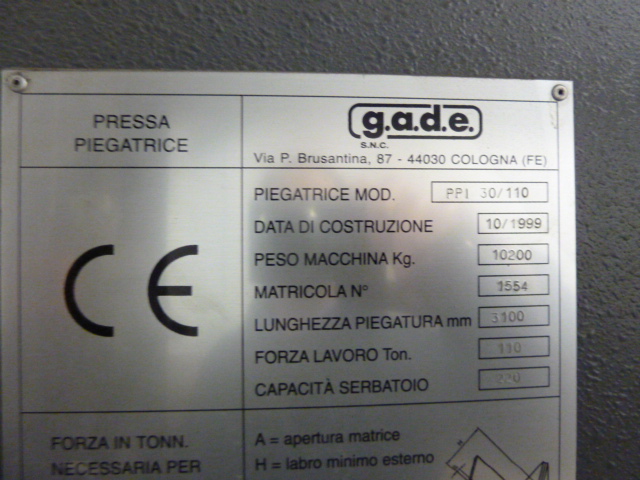 PRESSA
PIEGATRICE
g.a.d.e.
S.N.C.
Via P. Brusantina, 87 - 44030 COLOGNA (FE)
PIEGATRICE MOD. PPI 30/110
DATA DI COSTRUZIONE 10/1999
PESO MACCHINA Kg. 10200
MATRICOLA N° 1554
LUNGHEZZA PIEGATURA mm 3100
FORZA LAVORO Ton. 110
CAPACITÀ SERBATOIO 220
CE
FORZA IN TONN.
NECESSARIA PER
A = apertura matrice
H = labro minimo esterno